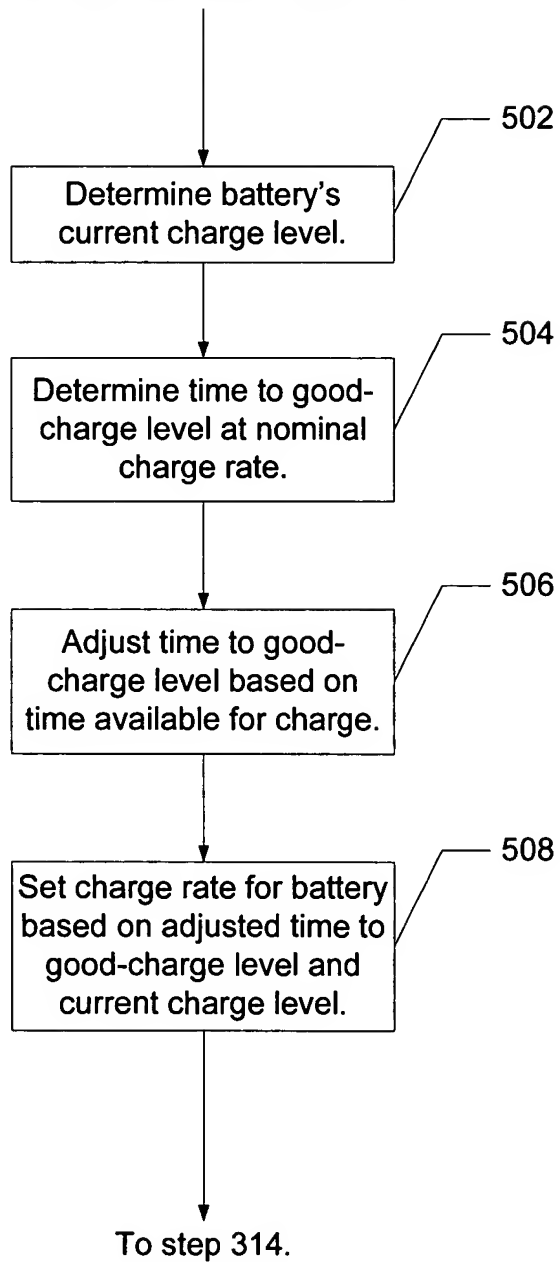 502
Determine battery's
current charge level.
504
Determine time to good-
charge level at nominal
charge rate.
506
Adjust time to good-
charge level based on
time available for charge.
508
Set charge rate for battery
based on adjusted time to
good-charge level and
current charge level.
To step 314.